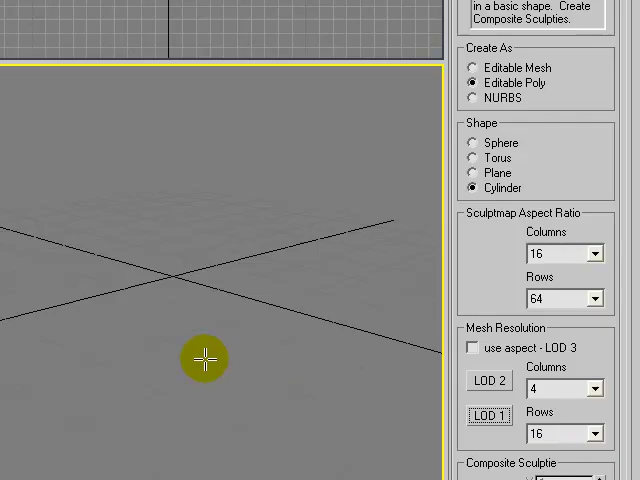 in a basic shape. Create
Composite Sculpties.
Create As
Editable Mesh
Editable Poly
NURBS
Shape
Sphere
Torus
Plane
Cylinder
Sculptmap Aspect Ratio
Columns
16
Rows
64
Mesh Resolution
use aspect - LOD 3
Columns
LOD 2
4
Rows
LOD 1
16
Composite Sculptie